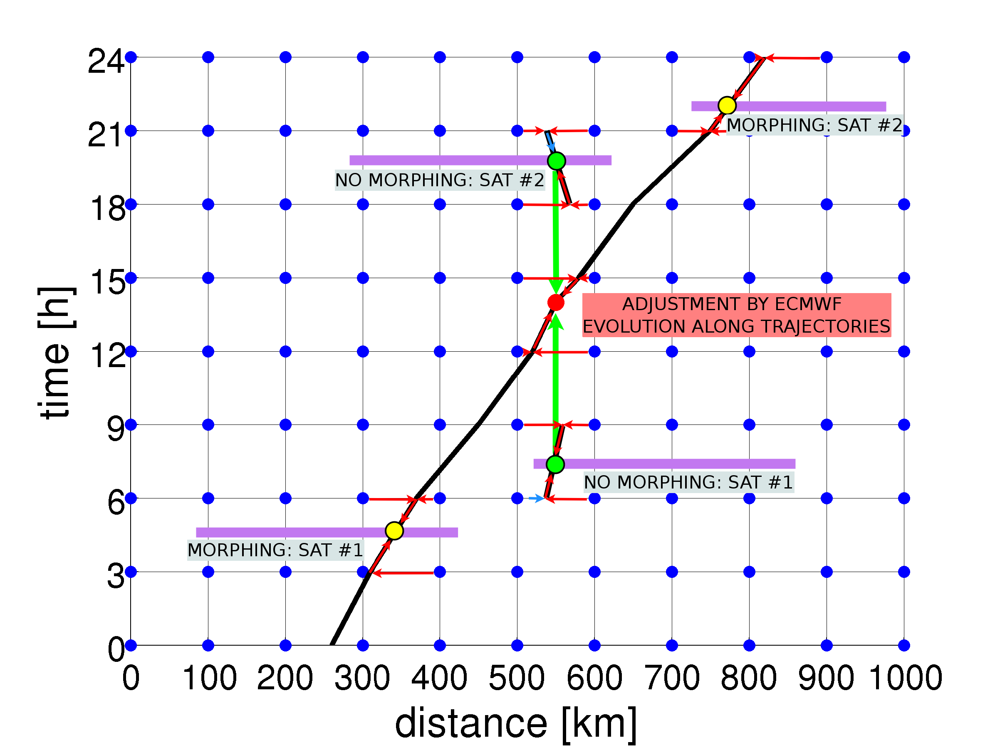 24
21
MORPHING: SAT #2
NO MORPHING: SAT #2
18
15
ADJUSTMENT BY ECMWF
EVOLUTION ALONG TRAJECTORIES
12
time [h]
9
NO MORPHING: SAT #1
6
MORPHING: SAT #1
3
0
0 100 200 300 400 500 600 700 800 900 1000
distance [km]